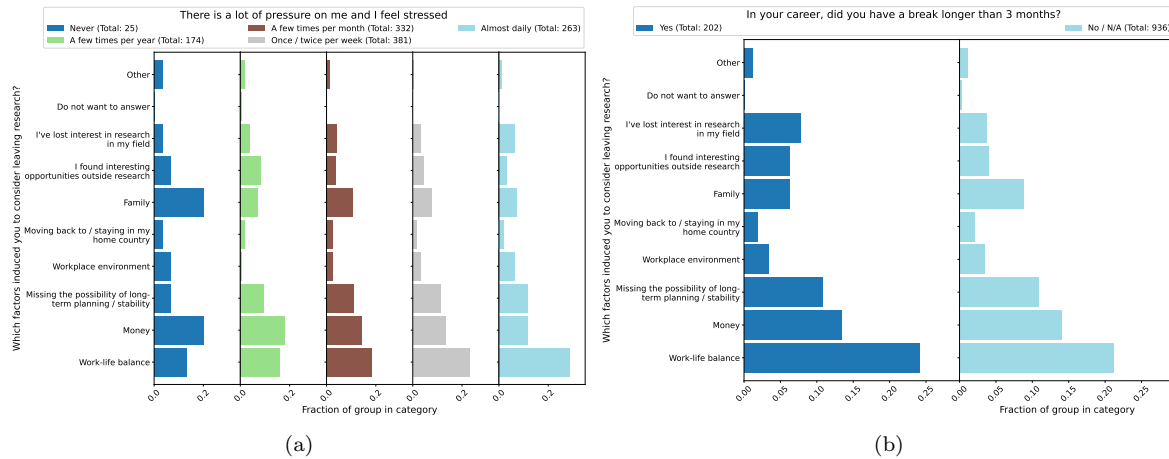 There is a lot of pressure on me and I feel stressed
Never (Total: 25)
A few times per year (Total: 174)
A few times per month (Total: 332)
Once / twice per week (Total: 381)
Almost daily (Total: 263)
Which factors induced you to consider leaving research?
Other
Do not want to answer
I've lost interest in research
in my field
I found interesting
opportunities outside research
Family
Moving back to / staying in my
home country
Workplace environment
Missing the possibility of long-
term planning / stability
Money
Work-life balance
0.0 0.2 0.0 0.2 0.0 0.2 0.0 0.2 0.0 0.2
Fraction of group in category
(a)
In your career, did you have a break longer than 3 months?
Yes (Total: 202)
No / N/A (Total: 936)
Which factors induced you to consider leaving research?
Other
Do not want to answer
I've lost interest in research
in my field
I found interesting
opportunities outside research
Family
Moving back to / staying in my
home country
Workplace environment
Missing the possibility of long-
term planning / stability
Money
Work-life balance
0.00 0.05 0.10 0.15 0.20 0.25 0.00 0.05 0.10 0.15 0.20 0.25
Fraction of group in category
(b)